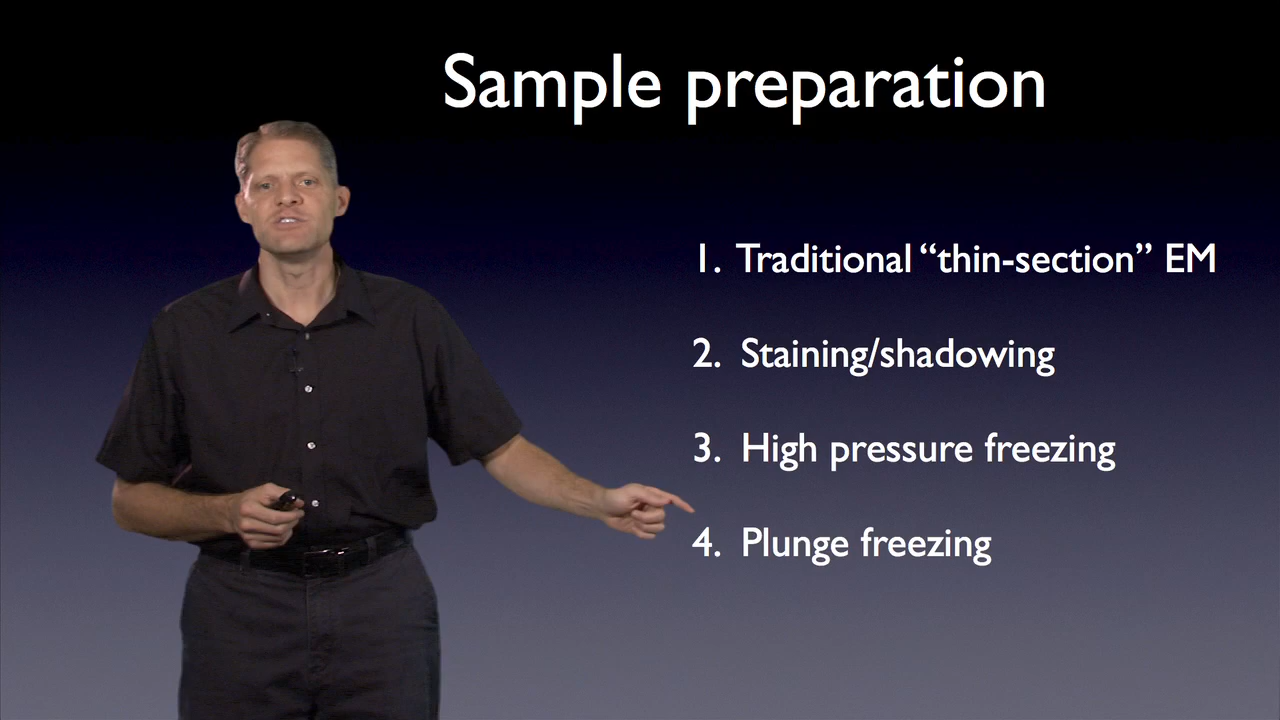 Sample preparation
1. Traditional “thin-section” EM
2. Staining/shadowing
3. High pressure freezing
4. Plunge freezing